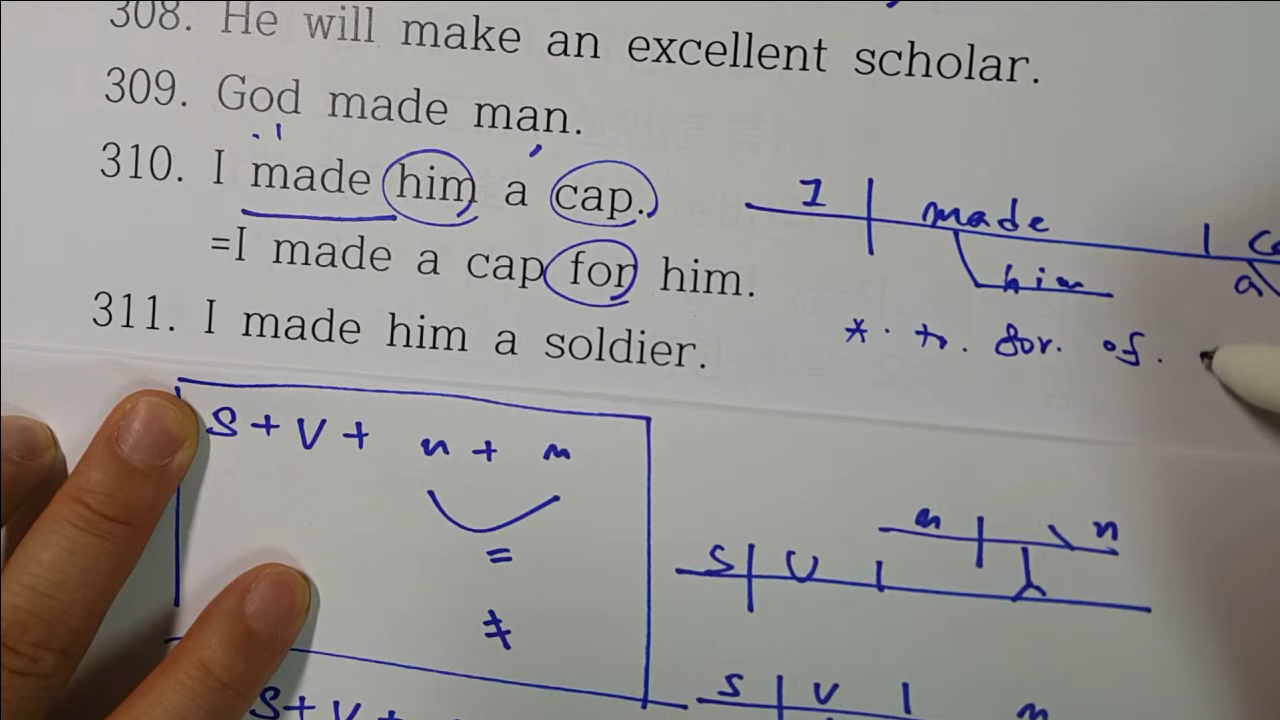 308. He will make an excellent scholar.
309. God made man.
310. I made him a cap.
=I made a cap for him.
311. I made him a soldier.
I made
him a
* . to. for. of.
S+V+ n + n
=
≠
n n
S V
S V n
S+V+